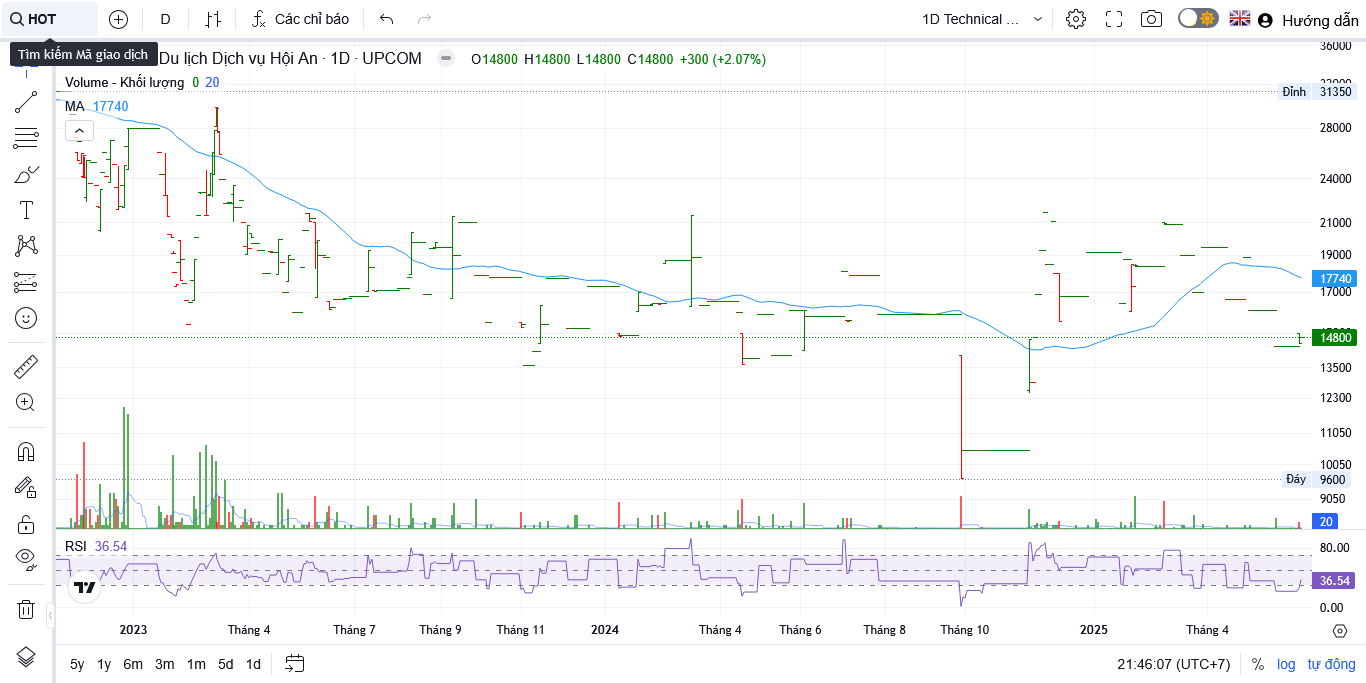 HOT
D
Các chỉ báo
1D Technical ...
Hướng dẫn
Tìm kiếm Mã giao dịch
Du lịch Dịch vụ Hội An · 1D · UPCOM
O14800 H14800 L14800 C14800 +300 (+2.07%)
Volume - Khối lượng 0 20
MA 17740
36000
Đỉnh 31350
28000
24000
21000
19000
17740
17000
14800
13500
12300
11050
10050
Đáy 9600
9050
20
RSI 36.54
80.00
36.54
0.00
2023 Tháng 4 Tháng 7 Tháng 9 Tháng 11 2024 Tháng 4 Tháng 6 Tháng 8 Tháng 10 2025 Tháng 4
5y 1y 6m 3m 1m 5d 1d
21:46:07 (UTC+7) % log tự động